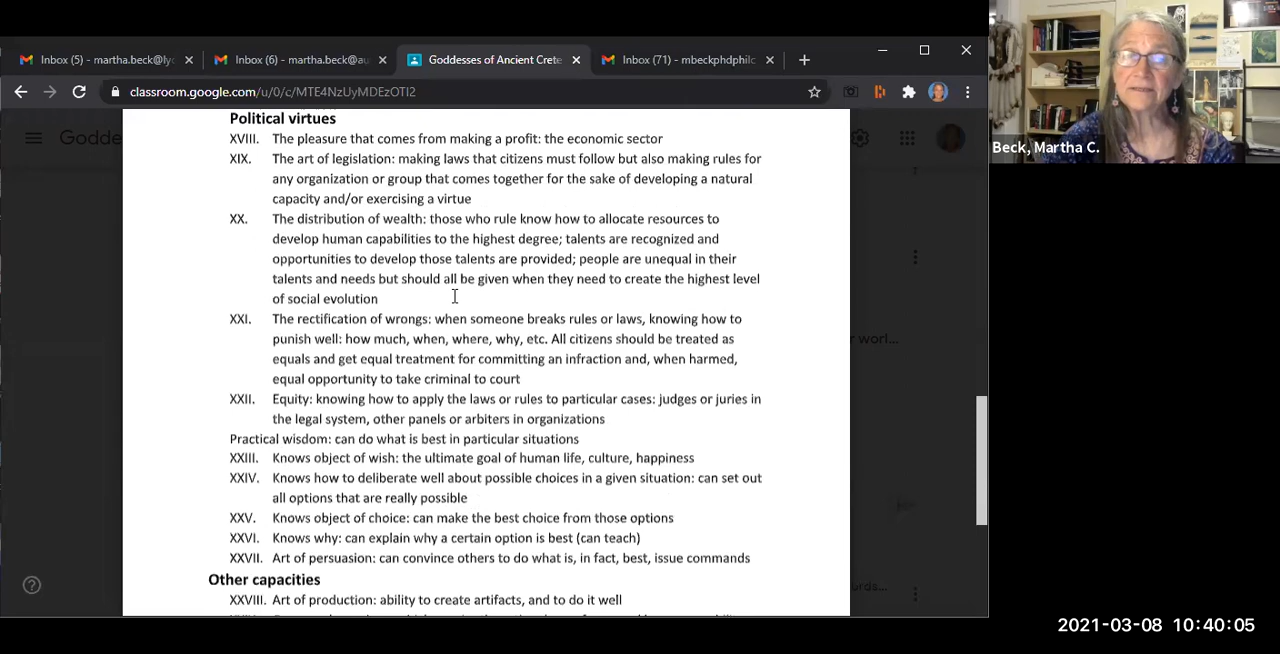 Inbox (5) - martha.beck@ly
Inbox (6) - martha.beck@au
Goddesses of Ancient Crete
Inbox (71) - mbeckphdphilc
classroom.google.com/u/0/c/MTE4NzUyMDEzOTI2
Godde
Political virtues
XVIII. The pleasure that comes from making a profit: the economic sector
XIX. The art of legislation: making laws that citizens must follow but also making rules for
any organization or group that comes together for the sake of developing a natural
capacity and/or exercising a virtue
XX. The distribution of wealth: those who rule know how to allocate resources to
develop human capabilities to the highest degree; talents are recognized and
opportunities to develop those talents are provided; people are unequal in their
talents and needs but should all be given when they need to create the highest level
of social evolution
XXI. The rectification of wrongs: when someone breaks rules or laws, knowing how to
punish well: how much, when, where, why, etc. All citizens should be treated as
equals and get equal treatment for committing an infraction and, when harmed,
equal opportunity to take criminal to court
XXII. Equity: knowing how to apply the laws or rules to particular cases: judges or juries in
the legal system, other panels or arbiters in organizations
Practical wisdom: can do what is best in particular situations
XXIII. Knows object of wish: the ultimate goal of human life, culture, happiness
XXIV. Knows how to deliberate well about possible choices in a given situation: can set out
all options that are really possible
XXV. Knows object of choice: can make the best choice from those options
XXVI. Knows why: can explain why a certain option is best (can teach)
XXVII. Art of persuasion: can convince others to do what is, in fact, best, issue commands
Other capacities
XXVIII. Art of production: ability to create artifacts, and to do it well
worl...
urds...
Beck, Martha C.
2021-03-08 10:40:05